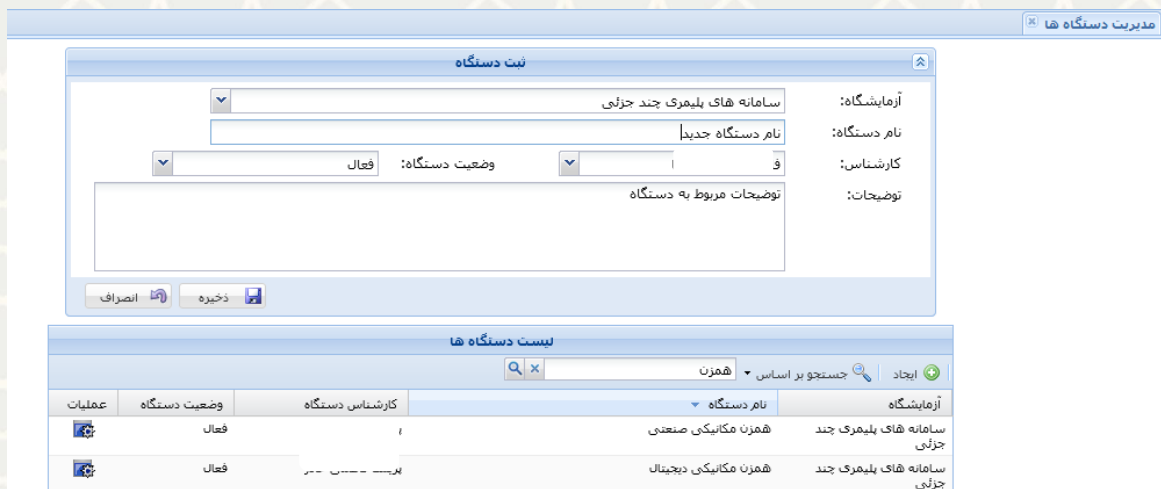 مدیریت دستگاه ها
ثبت دستگاه
آزمایشگاه: سامانه های پلیمری چند جزئی
نام دستگاه: نام دستگاه جدید
کارشناس: وضعیت دستگاه: فعال
توضیحات: توضیحات مربوط به دستگاه
ذخیره انصراف
لیست دستگاه ها
ایجاد جستجو بر اساس همزن
آزمایشگاه نام دستگاه کارشناس دستگاه وضعیت دستگاه عملیات
سامانه های پلیمری چند همزن مکانیکی صنعتی فعال
جزئی
سامانه های پلیمری چند همزن مکانیکی دیجیتال فعال
جزئی